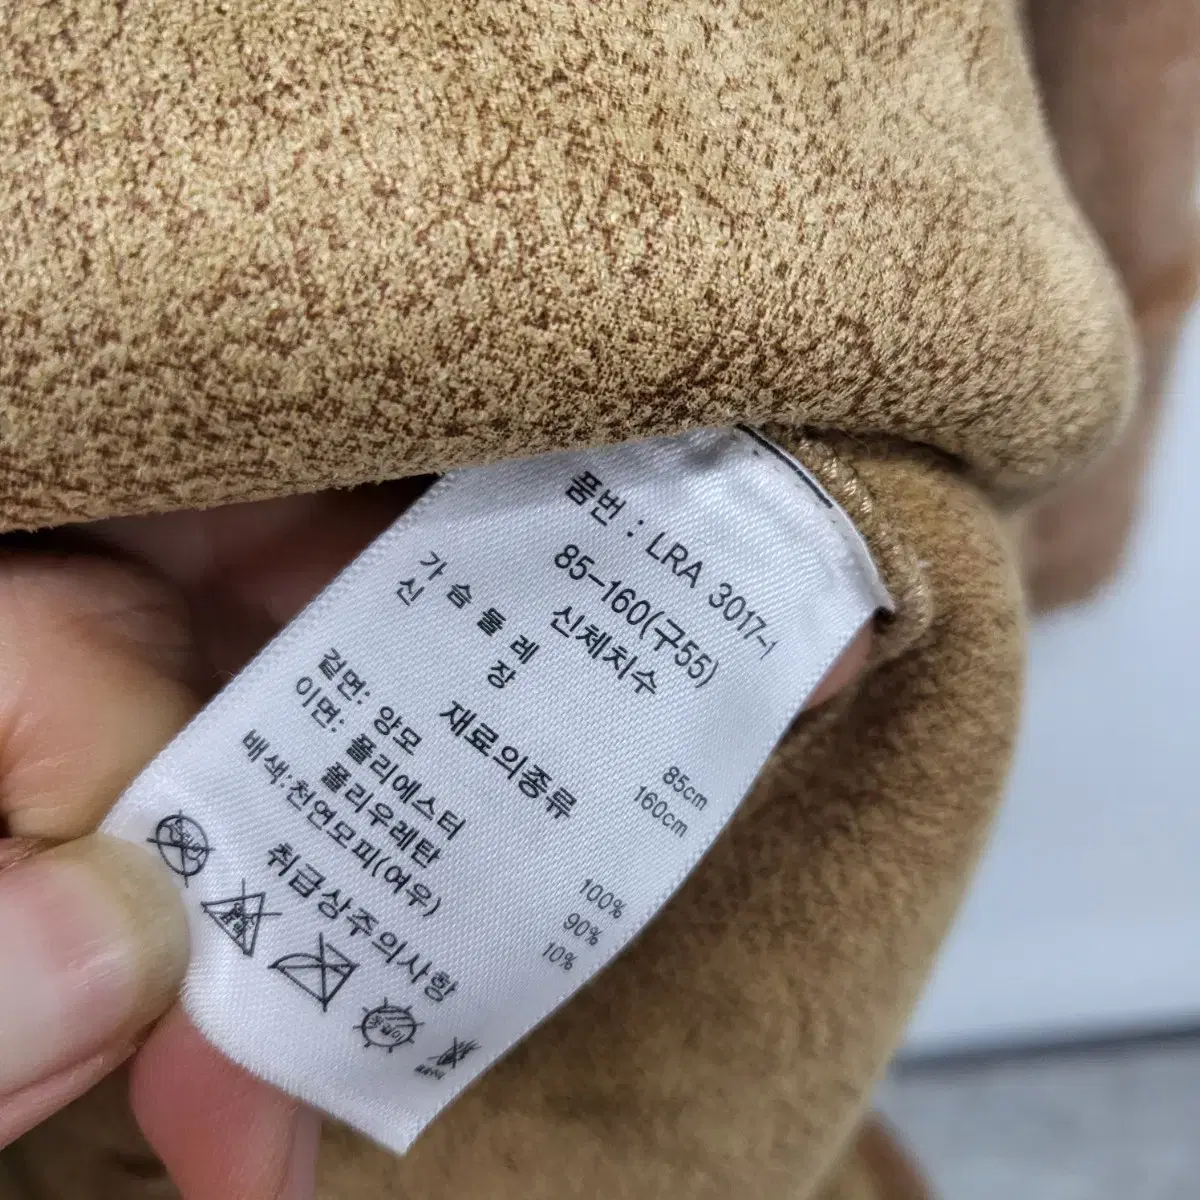 품번 : LRA 3017-1
85-160(구55)
신체치수
가슴둘레 85cm
신장 160cm
재료의종류
겉면: 양모 100%
이면: 폴리에스터 90%
폴리우레탄 10%
배색:천연모피(여우)
취급상주의사항